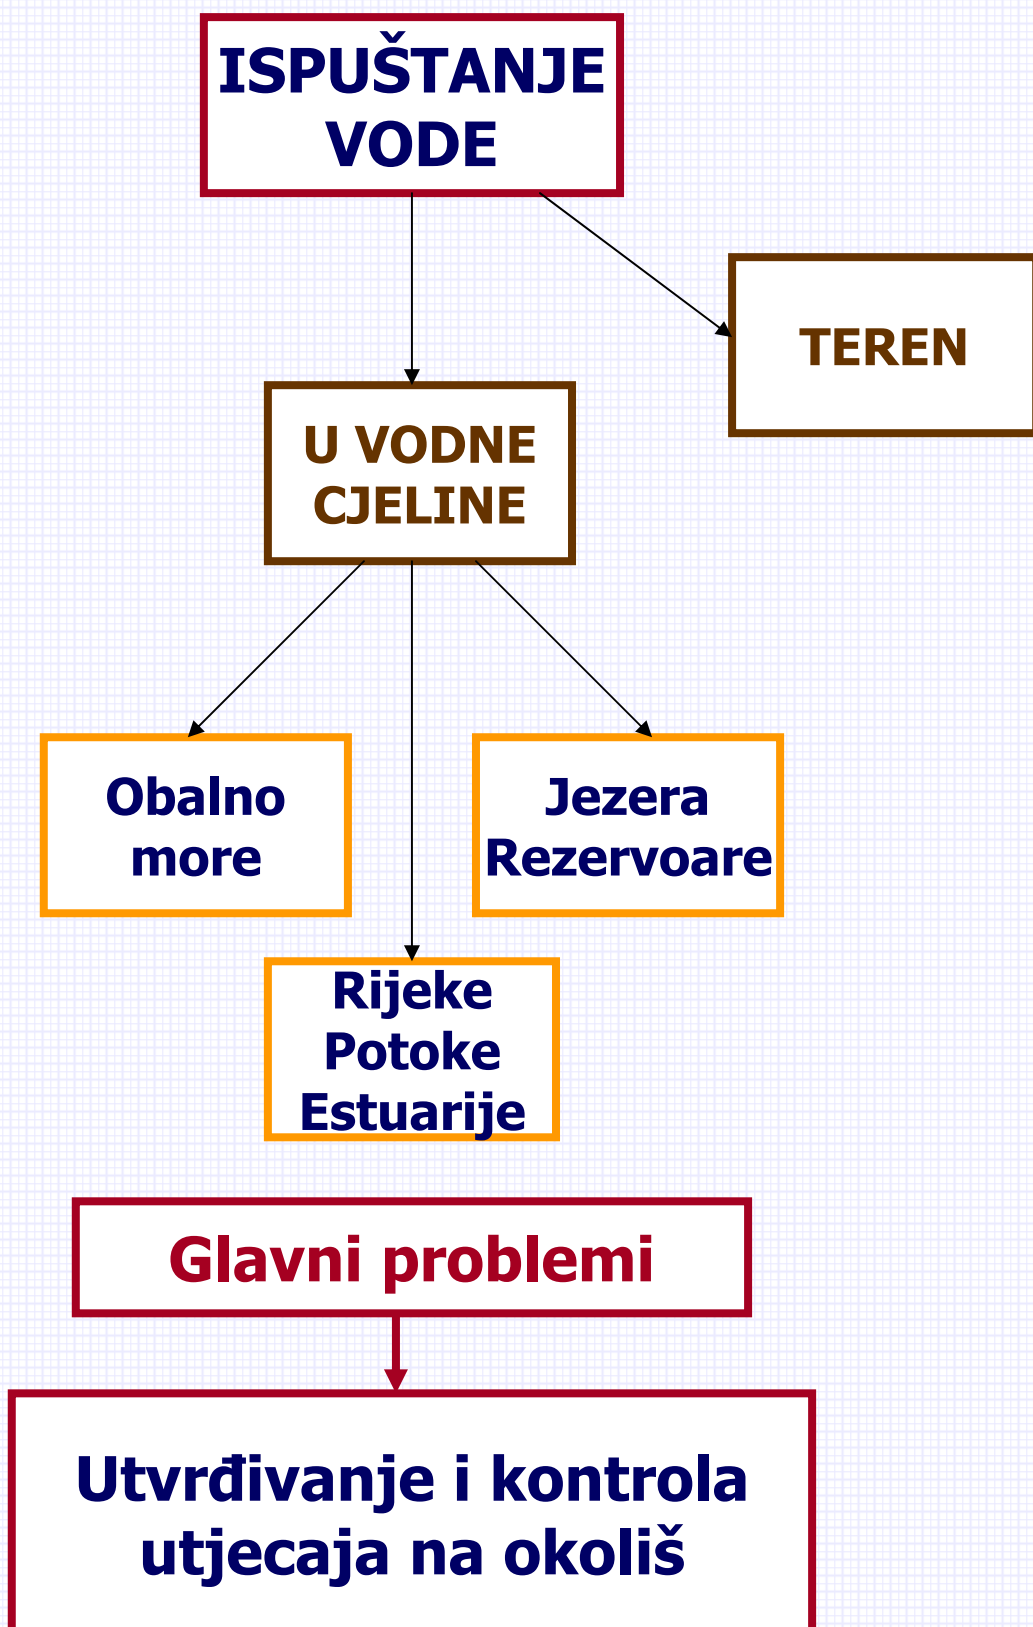 ISPUŠTANJE
VODE
TEREN
U VODNE
CJELINE
Obalno
more
Jezera
Rezervoare
Rijeke
Potoke
Estuarije
Glavni problemi
Utvrđivanje i kontrola
utjecaja na okoliš